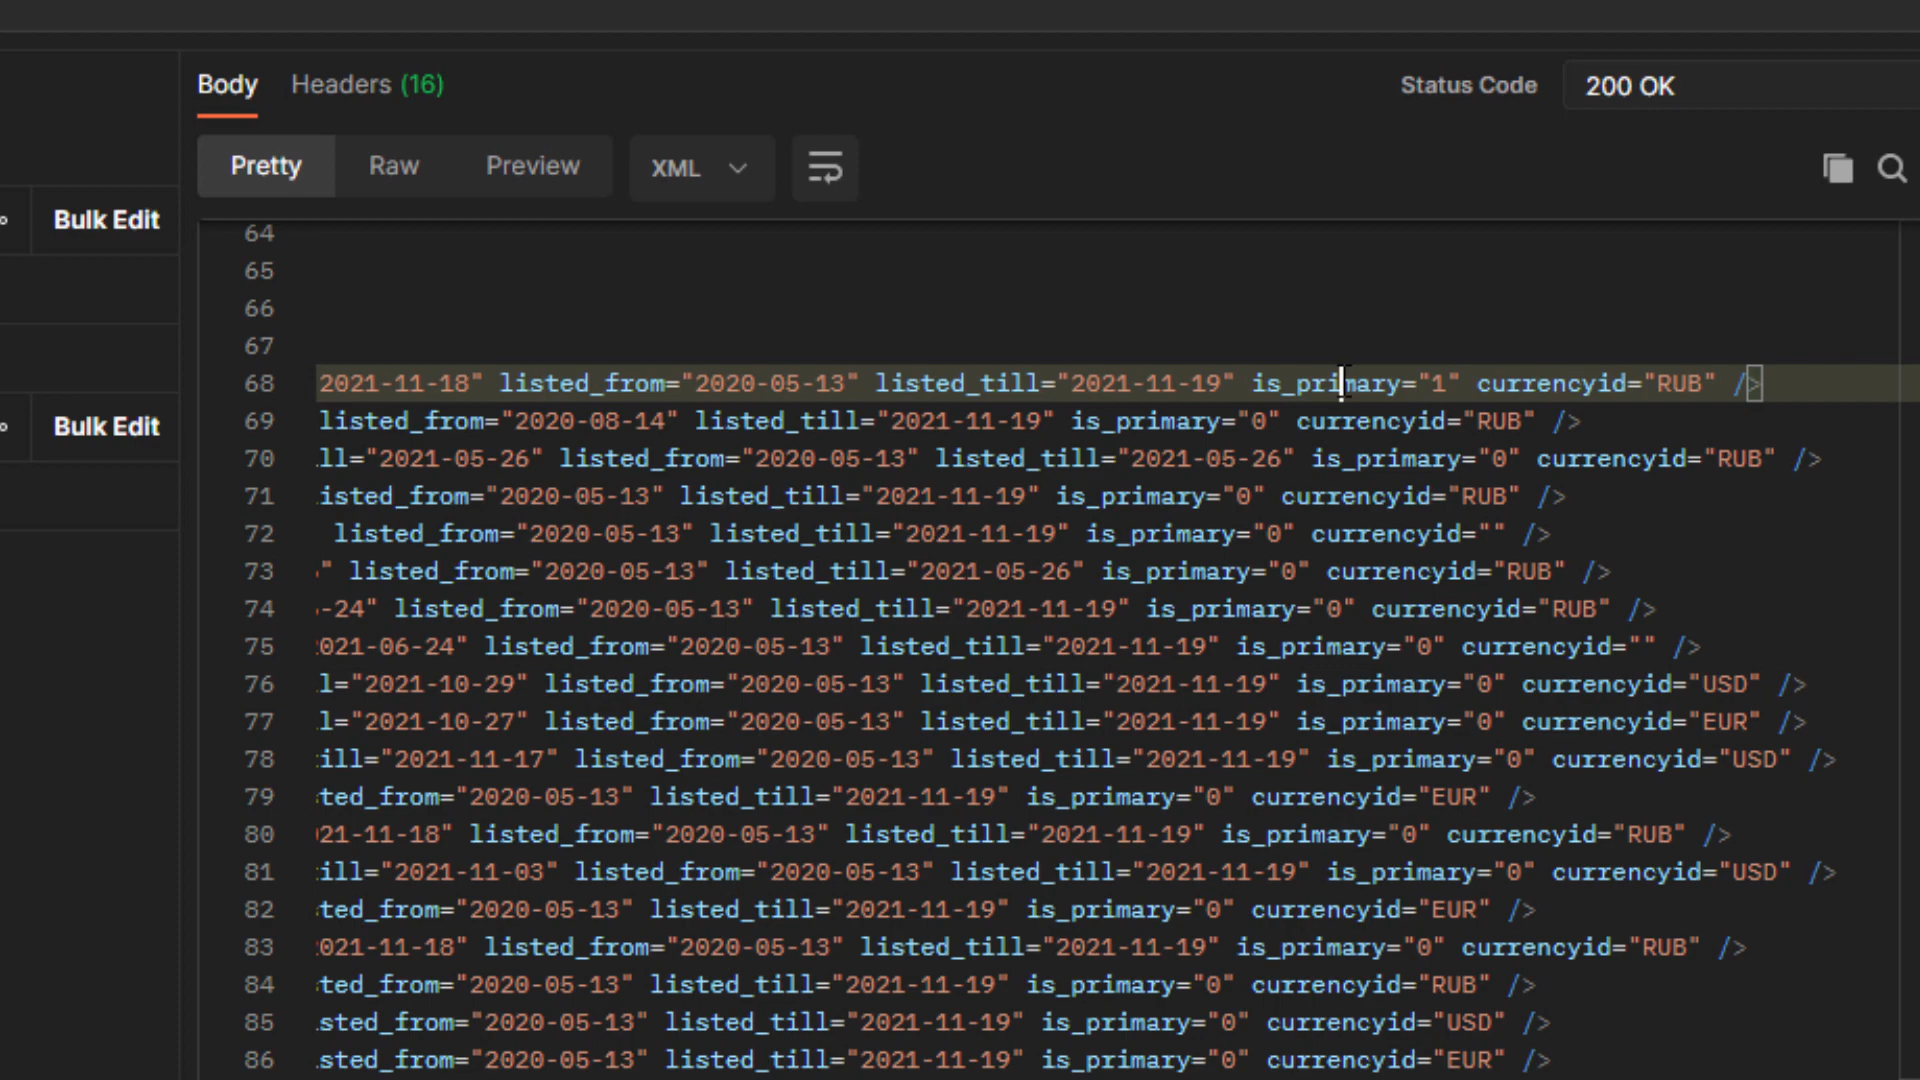 Body Headers (16) Status Code 200 OK
Pretty Raw Preview XML
Bulk Edit
Bulk Edit
64
65
66
67
68 2021-11-18" listed_from="2020-05-13" listed_till="2021-11-19" is_primary="1" currencyid="RUB" />
69 listed_from="2020-08-14" listed_till="2021-11-19" is_primary="0" currencyid="RUB" />
70 ll="2021-05-26" listed_from="2020-05-13" listed_till="2021-05-26" is_primary="0" currencyid="RUB" />
71 isted_from="2020-05-13" listed_till="2021-11-19" is_primary="0" currencyid="RUB" />
72 listed_from="2020-05-13" listed_till="2021-11-19" is_primary="0" currencyid="" />
73 " listed_from="2020-05-13" listed_till="2021-05-26" is_primary="0" currencyid="RUB" />
74 -24" listed_from="2020-05-13" listed_till="2021-11-19" is_primary="0" currencyid="RUB" />
75 021-06-24" listed_from="2020-05-13" listed_till="2021-11-19" is_primary="0" currencyid="" />
76 l="2021-10-29" listed_from="2020-05-13" listed_till="2021-11-19" is_primary="0" currencyid="USD" />
77 l="2021-10-27" listed_from="2020-05-13" listed_till="2021-11-19" is_primary="0" currencyid="EUR" />
78 ill="2021-11-17" listed_from="2020-05-13" listed_till="2021-11-19" is_primary="0" currencyid="USD" />
79 ted_from="2020-05-13" listed_till="2021-11-19" is_primary="0" currencyid="EUR" />
80 21-11-18" listed_from="2020-05-13" listed_till="2021-11-19" is_primary="0" currencyid="RUB" />
81 ill="2021-11-03" listed_from="2020-05-13" listed_till="2021-11-19" is_primary="0" currencyid="USD" />
82 ted_from="2020-05-13" listed_till="2021-11-19" is_primary="0" currencyid="EUR" />
83 021-11-18" listed_from="2020-05-13" listed_till="2021-11-19" is_primary="0" currencyid="RUB" />
84 ted_from="2020-05-13" listed_till="2021-11-19" is_primary="0" currencyid="RUB" />
85 sted_from="2020-05-13" listed_till="2021-11-19" is_primary="0" currencyid="USD" />
86 sted_from="2020-05-13" listed_till="2021-11-19" is_primary="0" currencyid="EUR" />